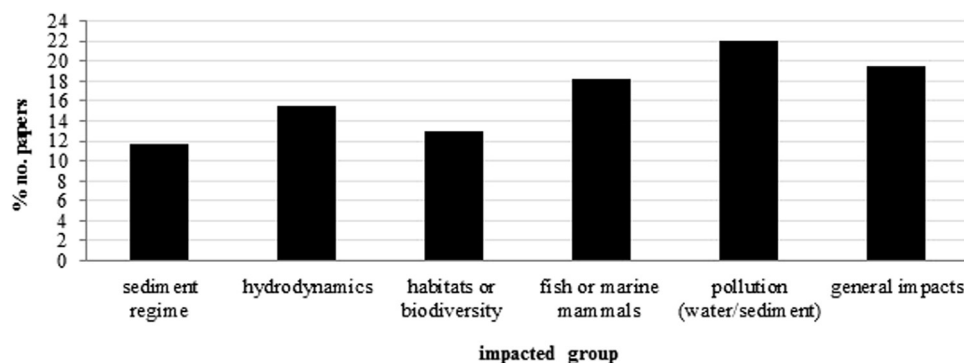 % no. papers
24
22
20
18
16
14
12
10
8
6
4
2
0
sediment
regime
hydrodynamics
habitats or
biodiversity
fish or marine
mammals
pollution
(water/sediment)
general impacts
impacted group